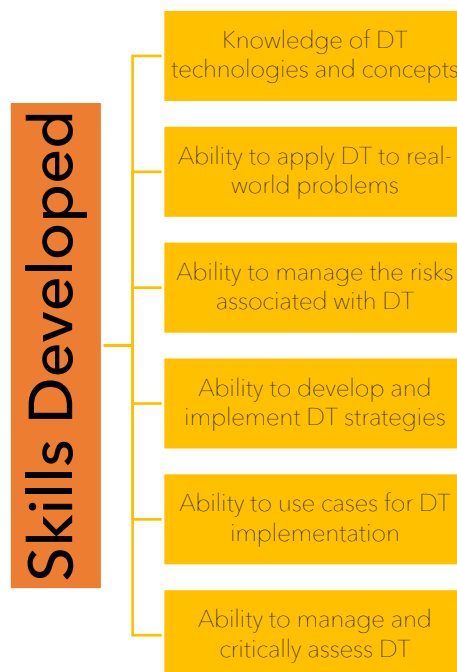 Skills Developed
Knowledge of DT
technologies and concepts
Ability to apply DT to real-
world problems
Ability to manage the risks
associated with DT
Ability to develop and
implement DT strategies
Ability to use cases for DT
implementation
Ability to manage and
critically assess DT